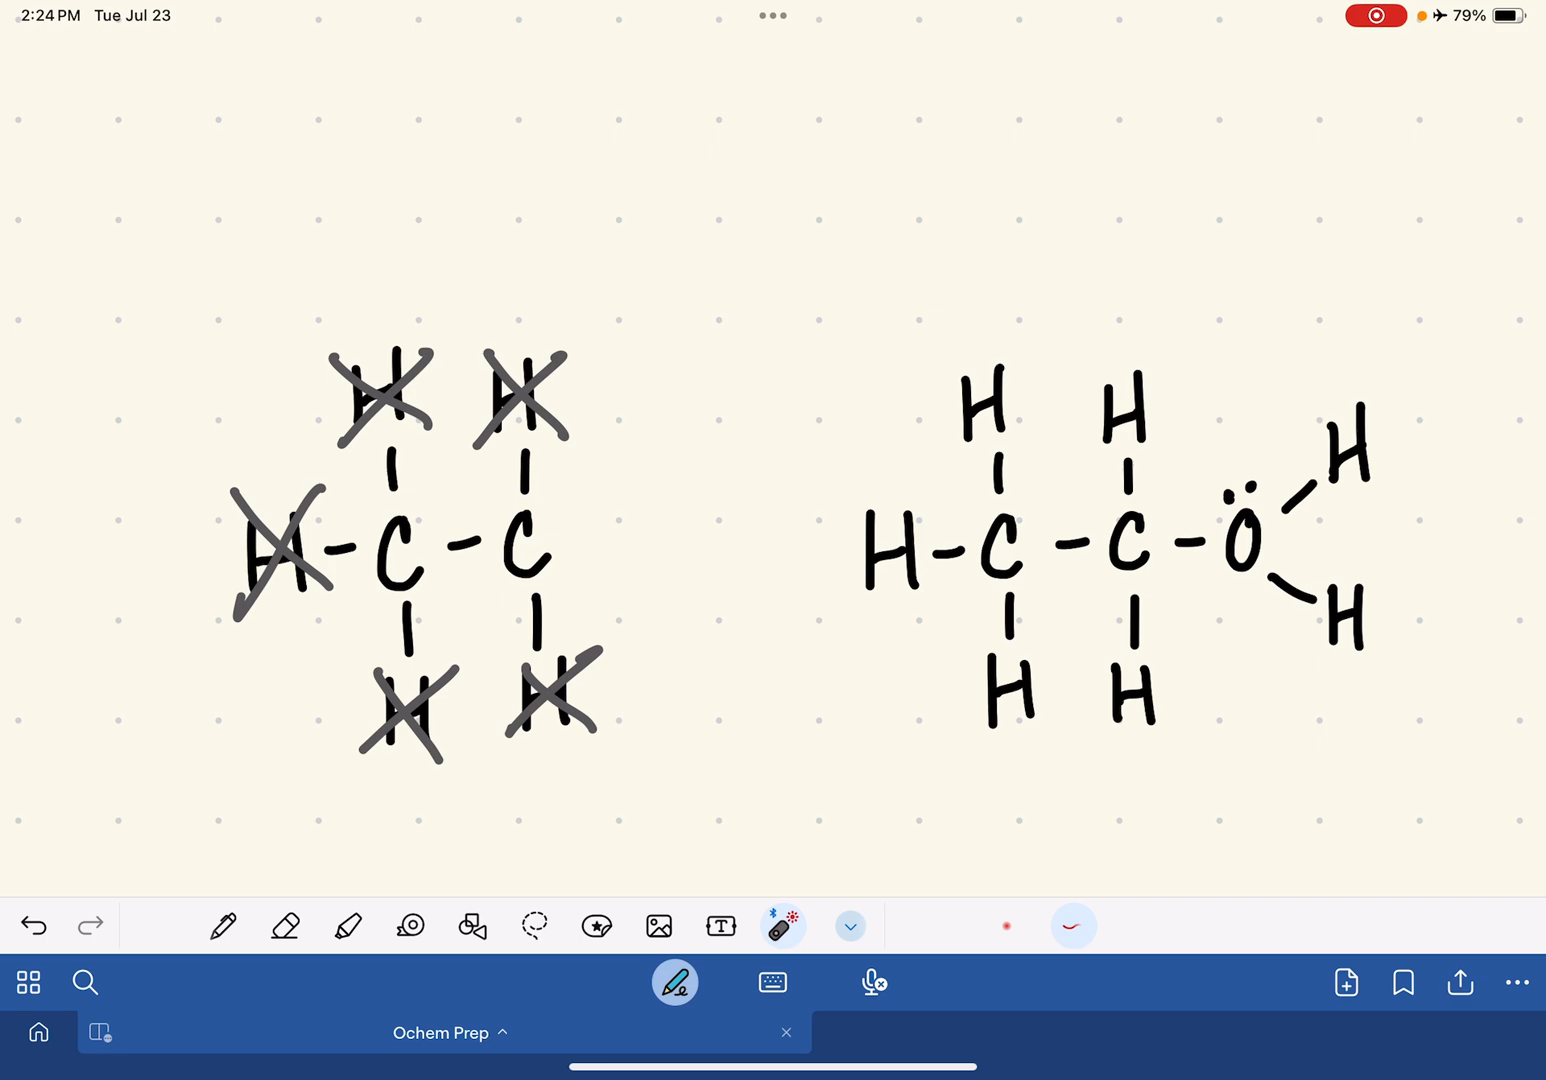 2:24 PM Tue Jul 23 79%
H H H H H
H - C - C H - C - C - O
H H H H H
T
Ochem Prep